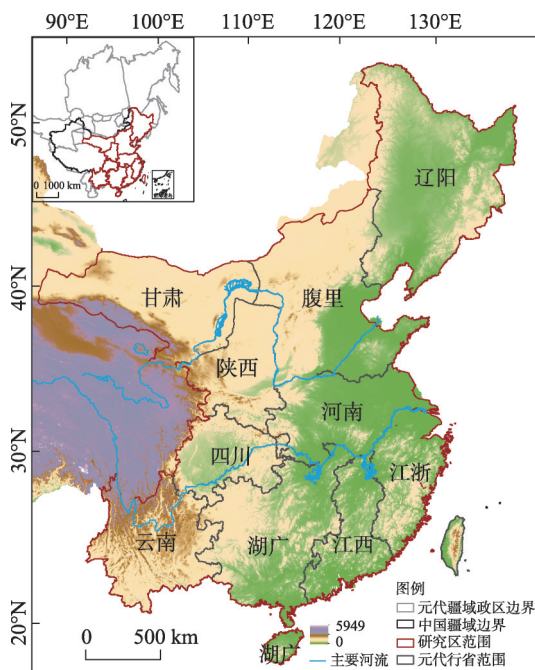 90°E 100°E 110°E 120°E 130°E
50°N
40°N
30°N
20°N
0 1000 km
辽阳
甘肃
腹里
陕西
河南
四川
江浙
云南
湖广
江西
湖广
图例
元代疆域政区边界
中国疆域边界
研究区范围
元代行省范围
5949
0
主要河流
0 500 km